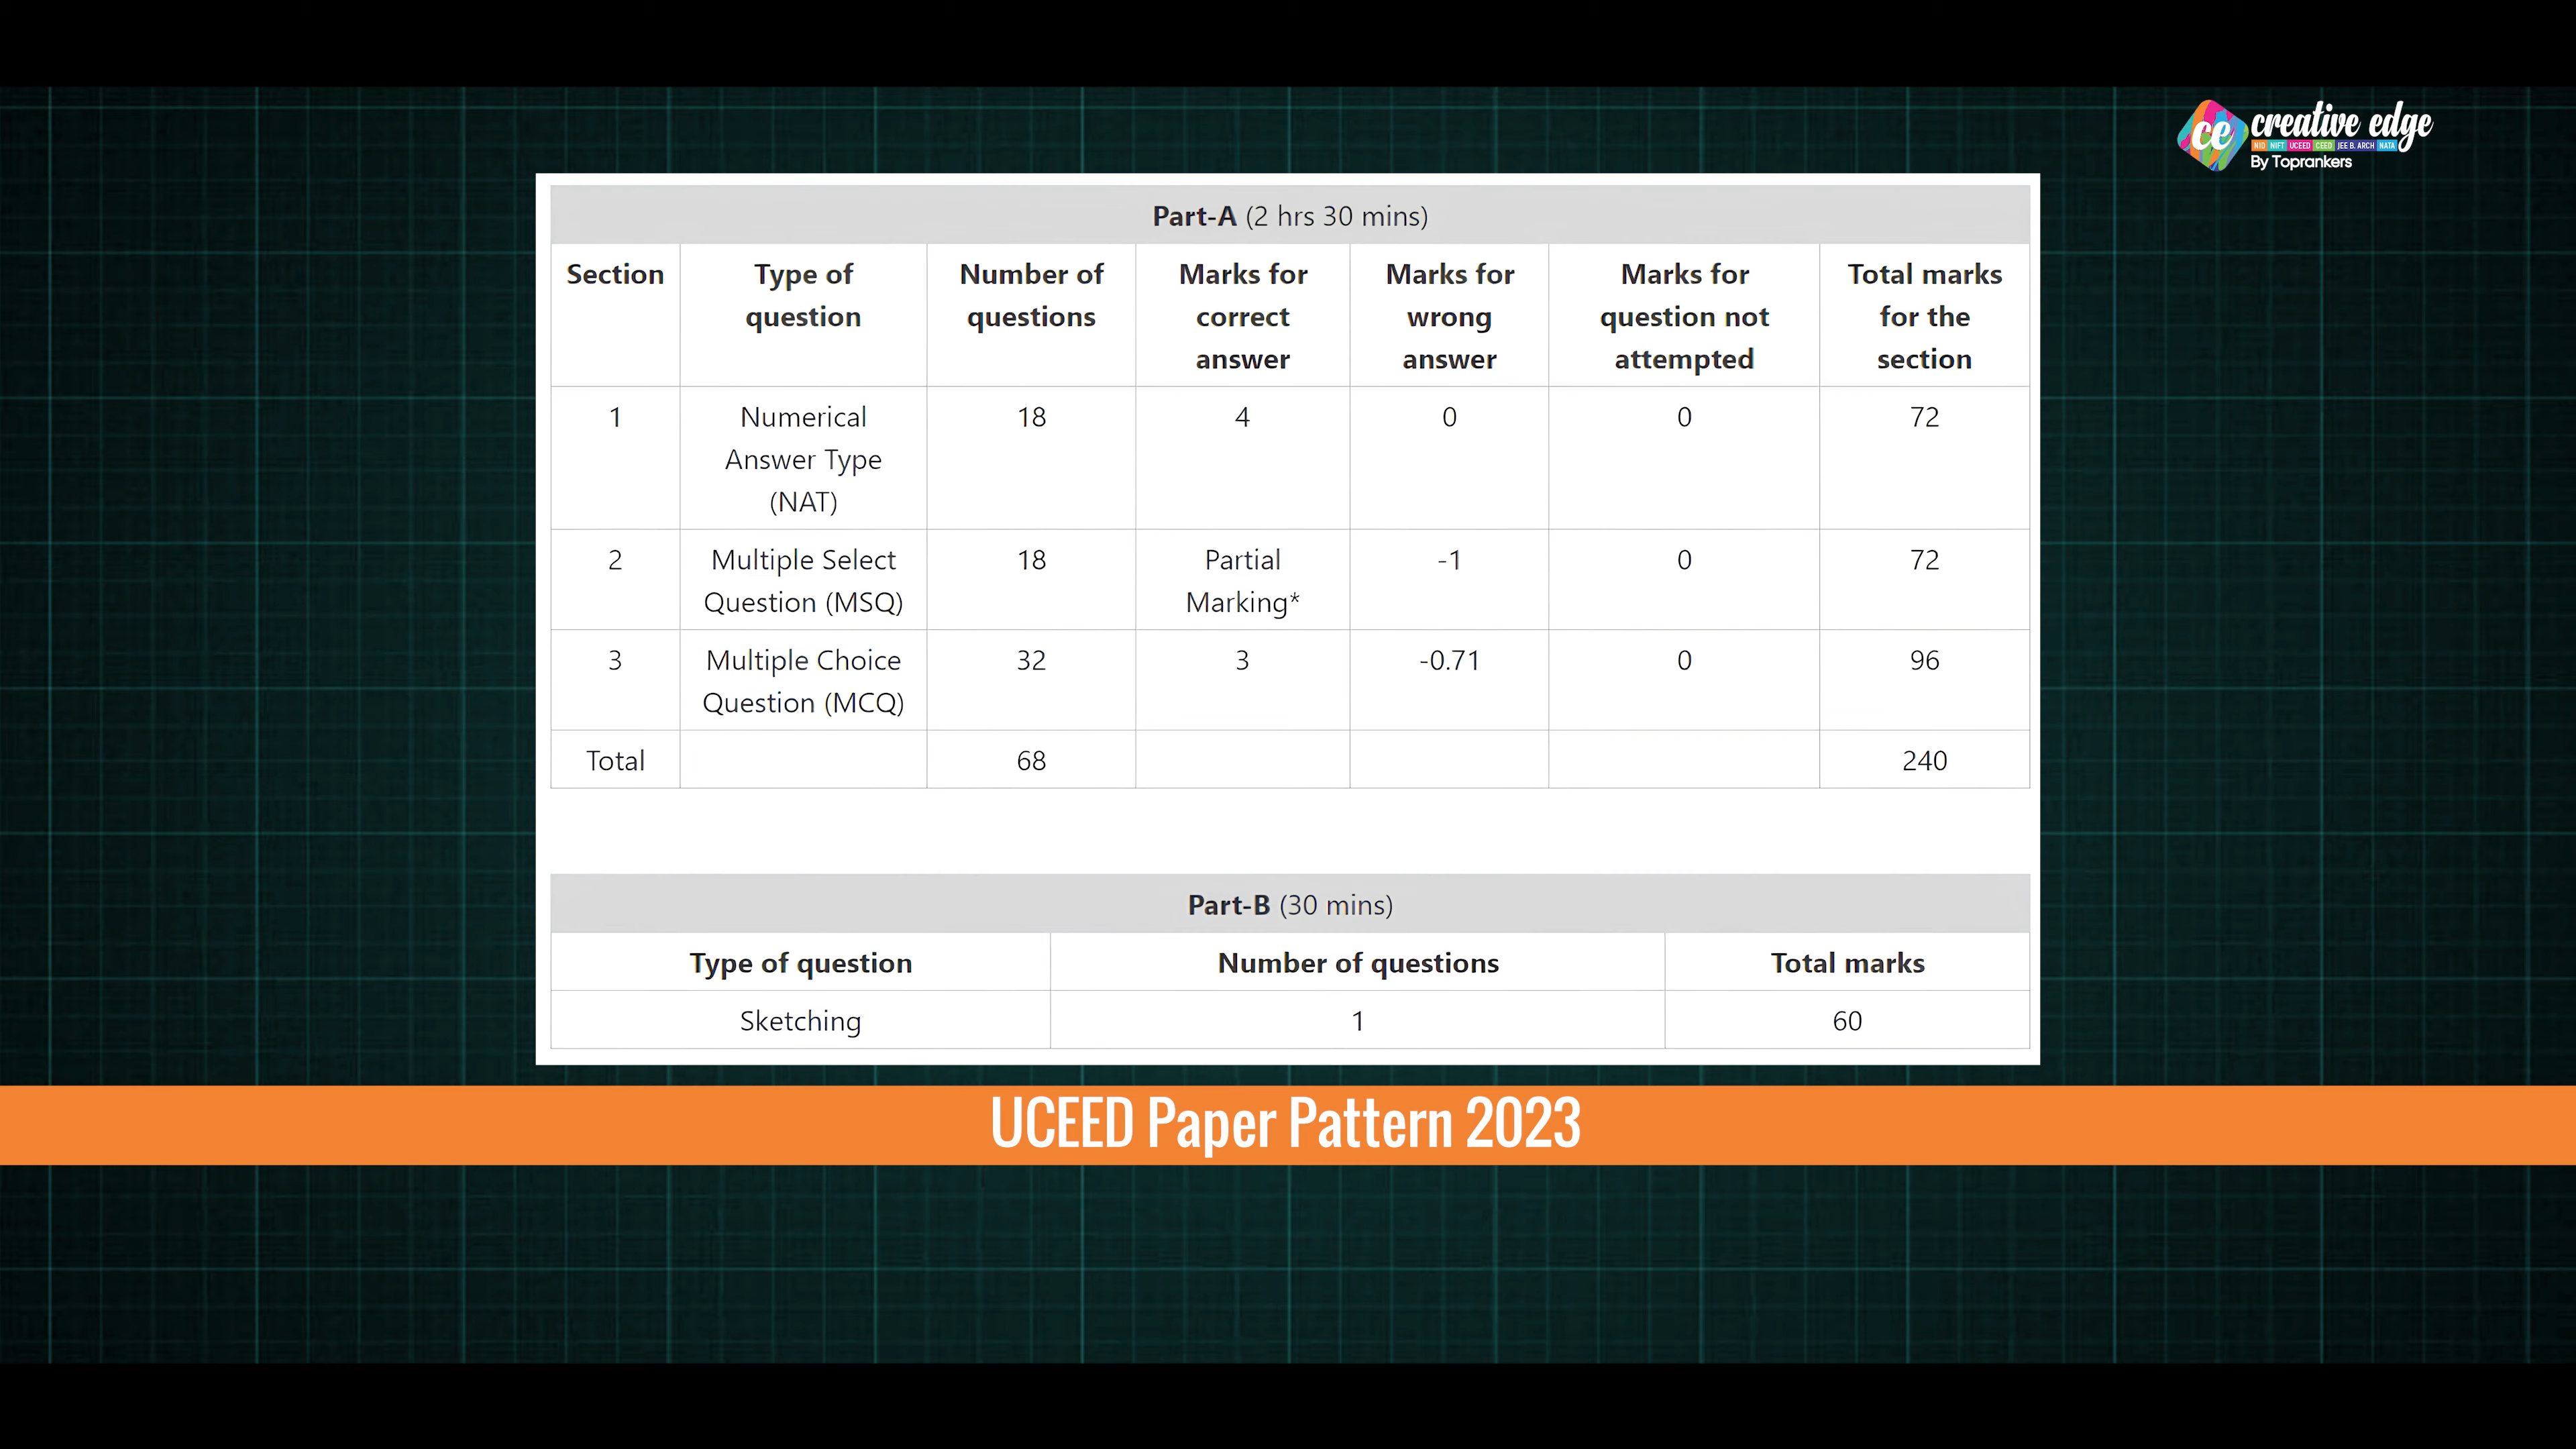 creative edge
NID NIFT UCEED CEED JEE B. ARCH NATA
By Toprankers
Part-A (2 hrs 30 mins)
Section Type of question Number of questions Marks for correct answer Marks for wrong answer Marks for question not attempted Total marks for the section
1 Numerical Answer Type (NAT) 18 4 0 0 72
2 Multiple Select Question (MSQ) 18 Partial Marking* -1 0 72
3 Multiple Choice Question (MCQ) 32 3 -0.71 0 96
Total 68 240
Part-B (30 mins)
Type of question Number of questions Total marks
Sketching 1 60
UCEED Paper Pattern 2023